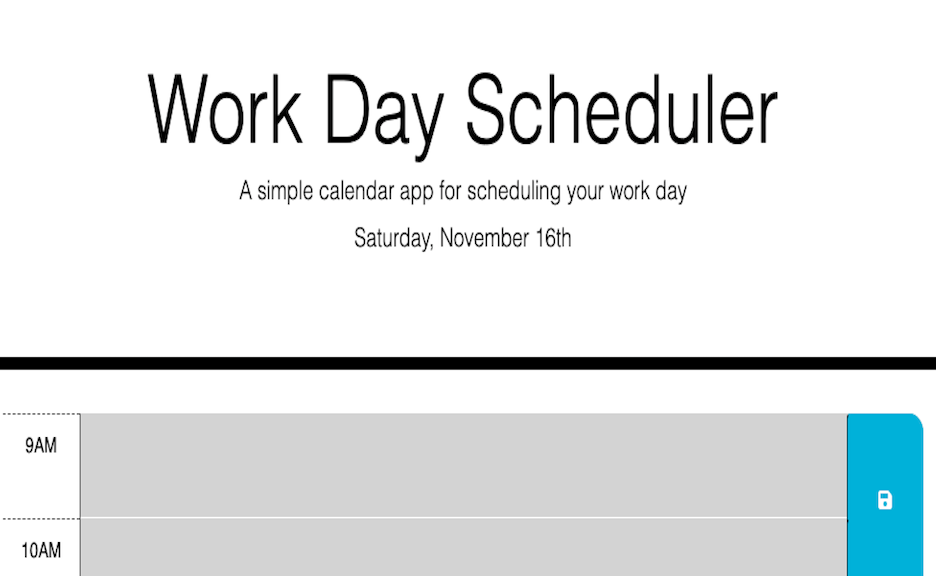 Work Day Scheduler
A simple calendar app for scheduling your work day
Saturday, November 16th
9AM
10AM